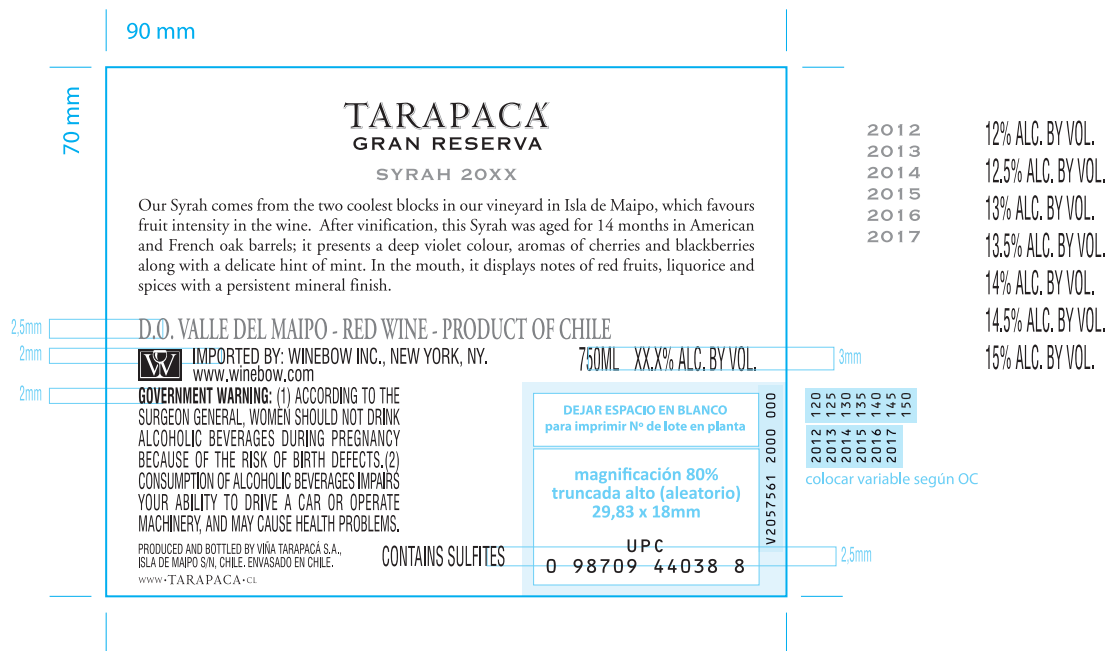 90 mm
70 mm
TARAPACÁ
GRAN RESERVA
SYRAH 20XX
Our Syrah comes from the two coolest blocks in our vineyard in Isla de Maipo, which favours
fruit intensity in the wine. After vinification, this Syrah was aged for 14 months in American
and French oak barrels; it presents a deep violet colour, aromas of cherries and blackberries
along with a delicate hint of mint. In the mouth, it displays notes of red fruits, liquorice and
spices with a persistent mineral finish.
2,5mm
D.O. VALLE DEL MAIPO - RED WINE - PRODUCT OF CHILE
2mm
W
IMPORTED BY: WINEBOW INC., NEW YORK, NY.
www.winebow.com
750ML XX.X% ALC. BY VOL.
3mm
2mm
GOVERNMENT WARNING: (1) ACCORDING TO THE
SURGEON GENERAL, WOMEN SHOULD NOT DRINK
ALCOHOLIC BEVERAGES DURING PREGNANCY
BECAUSE OF THE RISK OF BIRTH DEFECTS.(2)
CONSUMPTION OF ALCOHOLIC BEVERAGES IMPAIRS
YOUR ABILITY TO DRIVE A CAR OR OPERATE
MACHINERY, AND MAY CAUSE HEALTH PROBLEMS.
PRODUCED AND BOTTLED BY VIÑA TARAPACÁ S.A.,
ISLA DE MAIPO S/N, CHILE. ENVASADO EN CHILE.
WWW•TARAPACA•CL
CONTAINS SULFITES
DEJAR ESPACIO EN BLANCO
para imprimir Nº de lote en planta
magnificación 80%
truncada alto (aleatorio)
29,83 x 18mm
UPC
0 98709 44038 8
V2057561 2000 000
2,5mm
2012
2013
2014
2015
2016
2017
12% ALC. BY VOL.
12.5% ALC. BY VOL.
13% ALC. BY VOL.
13.5% ALC. BY VOL.
14% ALC. BY VOL.
14.5% ALC. BY VOL.
15% ALC. BY VOL.
120
125
130
135
140
145
150
2012
2013
2014
2015
2016
2017
colocar variable según OC